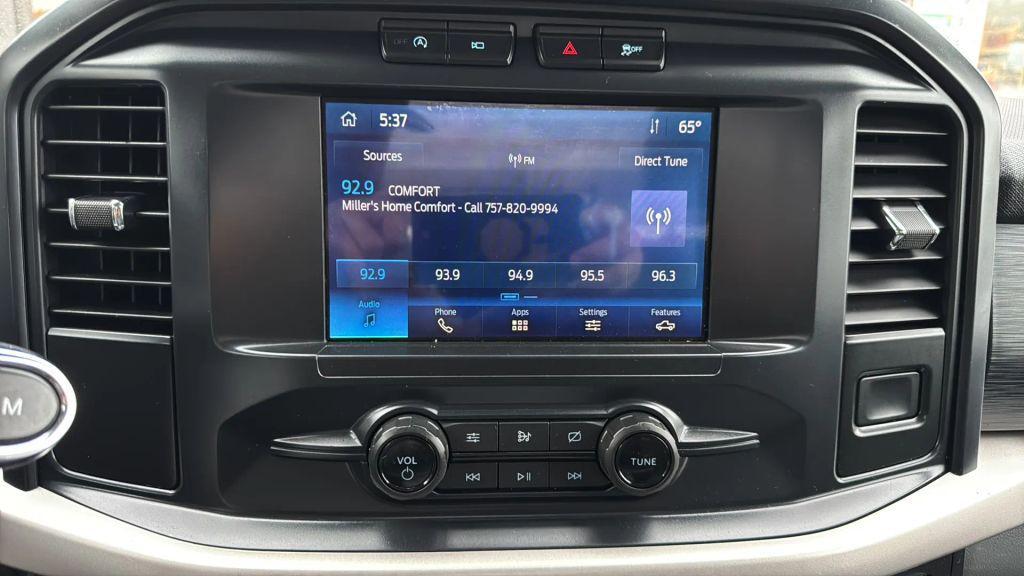 OFF A
OFF
5:37
65°
Sources
FM
Direct Tune
92.9 COMFORT
Miller's Home Comfort - Call 757-820-9994
92.9 93.9 94.9 95.5 96.3
Audio Phone Apps Settings Features
M
VOL
TUNE